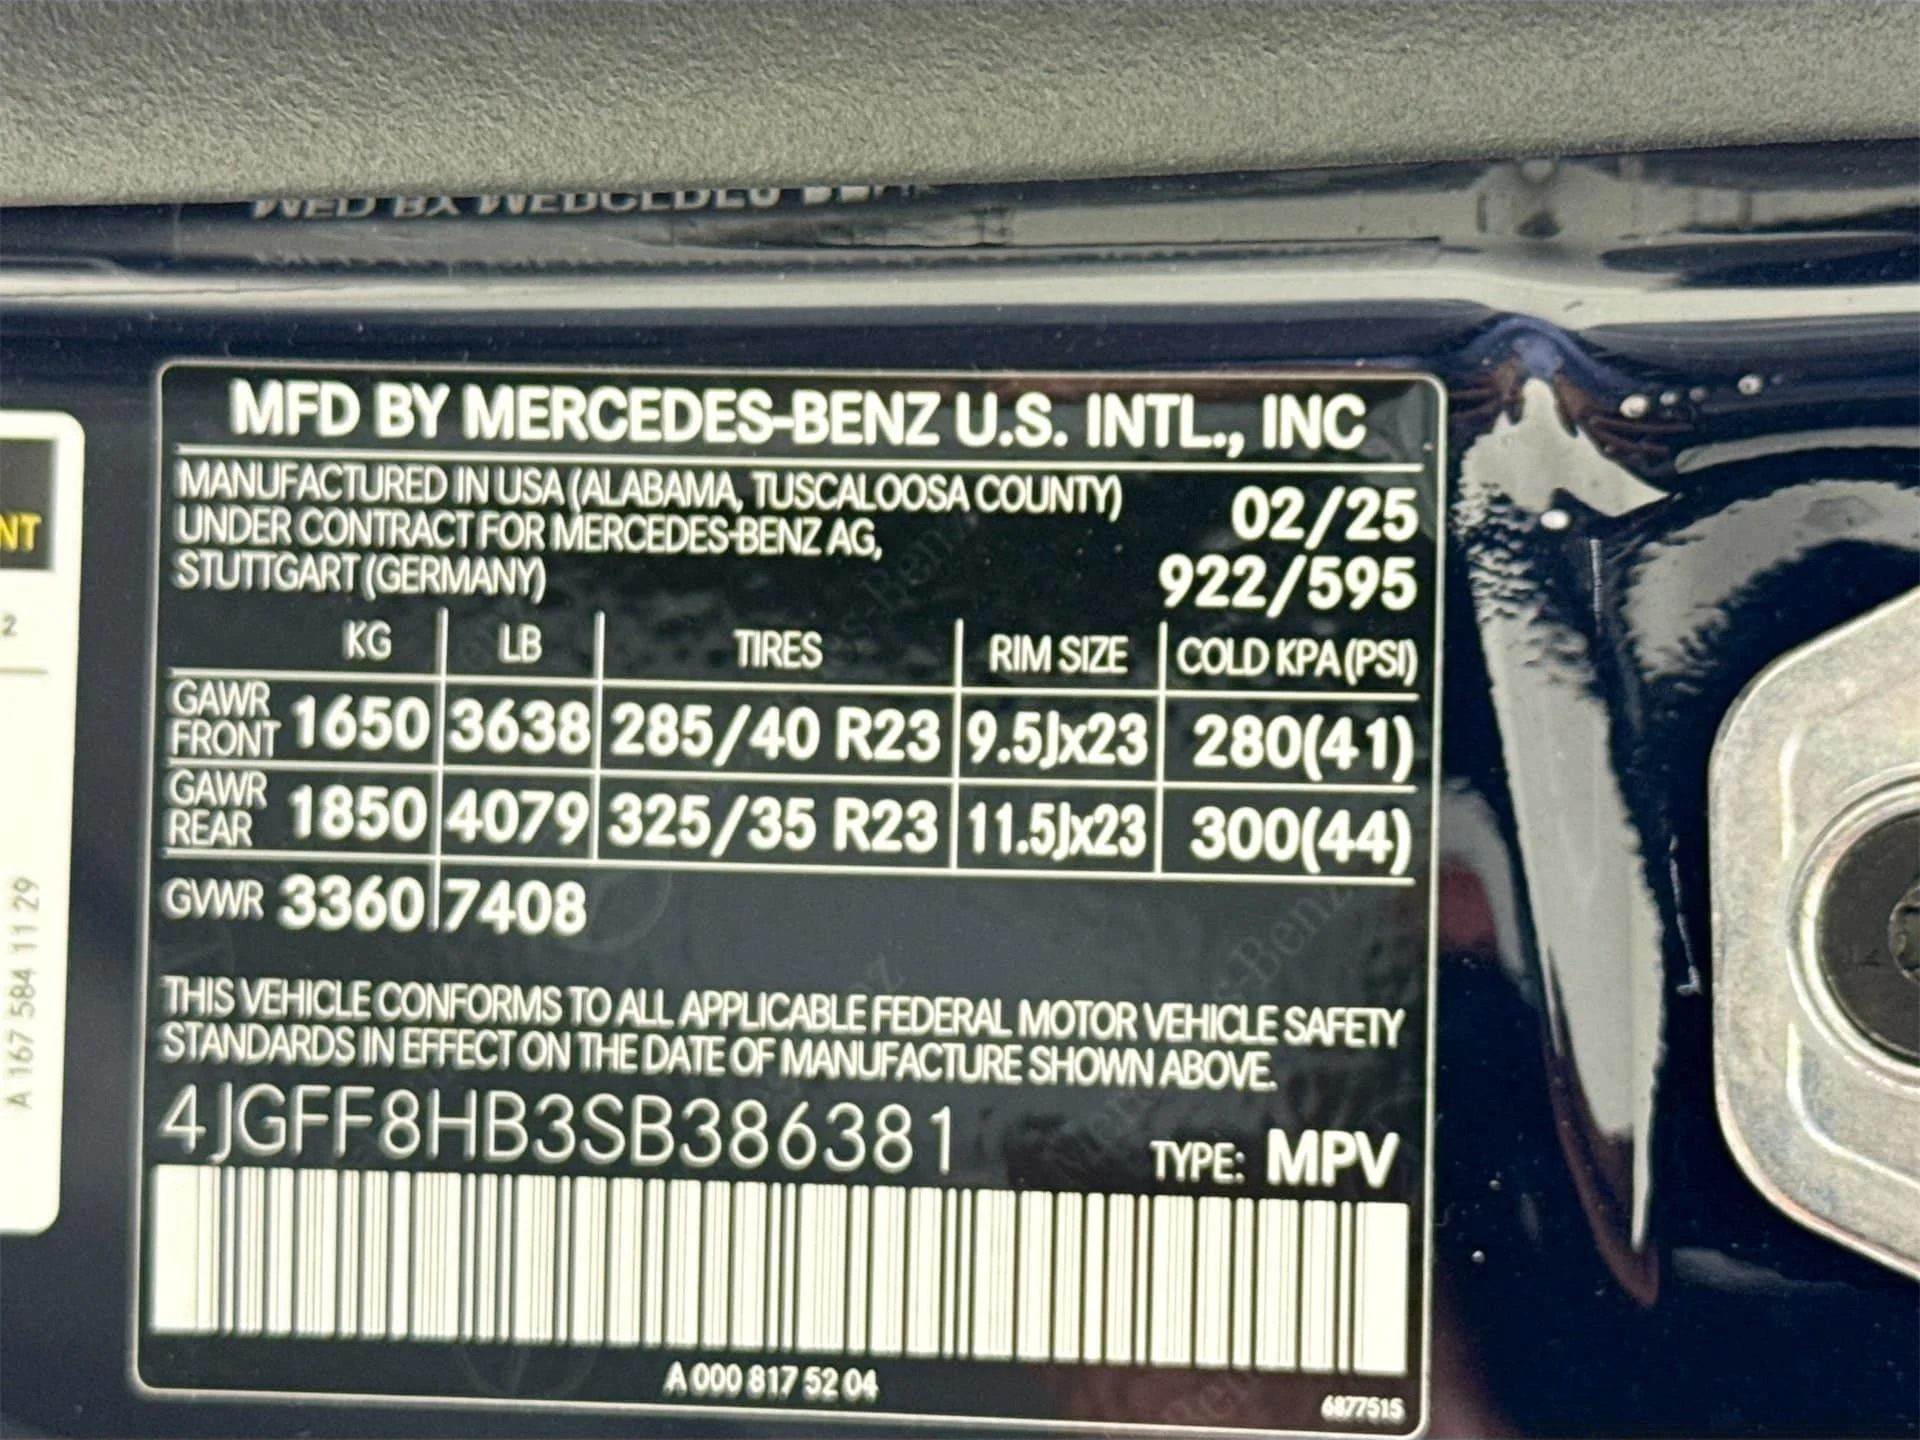 MFD BY MERCEDES-BENZ U.S. INTL., INC
MANUFACTURED IN USA (ALABAMA, TUSCALOOSA COUNTY)
UNDER CONTRACT FOR MERCEDES-BENZ AG,
STUTTGART (GERMANY)
02/25
922/595
KG LB TIRES RIM SIZE COLD KPA (PSI)
GAWR FRONT 1650 3638 285/40 R23 9.5Jx23 280(41)
GAWR REAR 1850 4079 325/35 R23 11.5Jx23 300(44)
GVWR 3360 7408
THIS VEHICLE CONFORMS TO ALL APPLICABLE FEDERAL MOTOR VEHICLE SAFETY
STANDARDS IN EFFECT ON THE DATE OF MANUFACTURE SHOWN ABOVE.
4JGFF8HB3SB386381
TYPE: MPV
A 000 817 52 04
6877515
NT
2
A 167 584 11 29